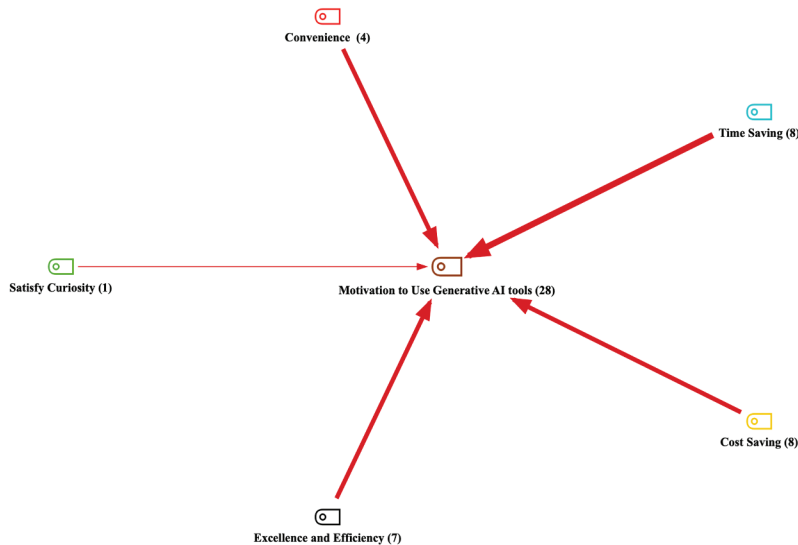 Convenience (4)
Time Saving (8)
Satisfy Curiosity (1)
Motivation to Use Generative AI tools (28)
Cost Saving (8)
Excellence and Efficiency (7)